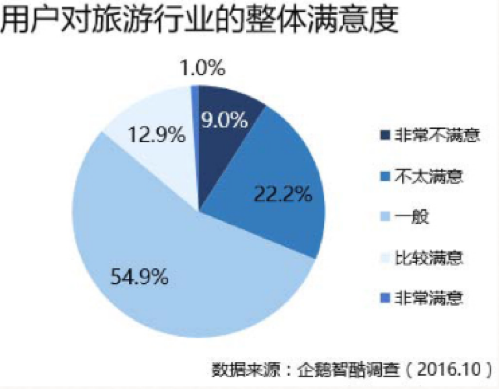 用户对旅游行业的整体满意度
1.0%
9.0%
12.9%
22.2%
54.9%
非常不满意
不太满意
一般
比较满意
非常满意
数据来源：企鹅智酷调查（2016.10）